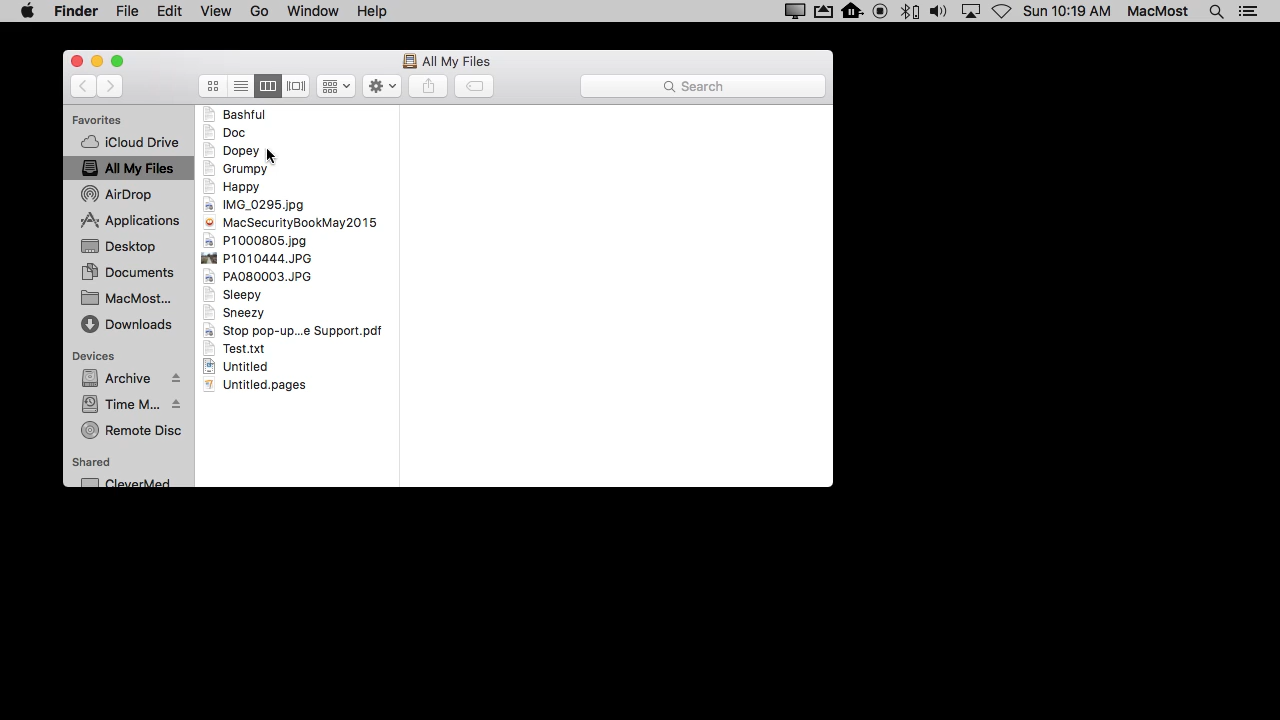 Finder File Edit View Go Window Help Sun 10:19 AM MacMost
All My Files
Search
Favorites
iCloud Drive
All My Files
AirDrop
Applications
Desktop
Documents
MacMost...
Downloads
Devices
Archive
Time M...
Remote Disc
Shared
CleverMed
Bashful
Doc
Dopey
Grumpy
Happy
IMG_0295.jpg
MacSecurityBookMay2015
P1000805.jpg
P1010444.JPG
PA080003.JPG
Sleepy
Sneezy
Stop pop-up...e Support.pdf
Test.txt
Untitled
Untitled.pages